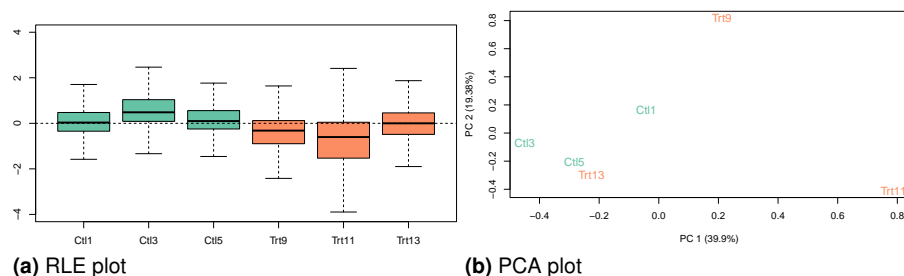 4
2
0
−2
−4
Ctl1 Ctl3 Ctl5 Trt9 Trt11 Trt13
(a) RLE plot
PC 2 (19.38%)
0.8
0.6
0.4
0.2
0.0
−0.2
−0.4
Trt9
Ctl1
Ctl3
Ctl5
Trt13
Trt11
−0.4 −0.2 0.0 0.2 0.4 0.6 0.8
PC 1 (39.9%)
(b) PCA plot